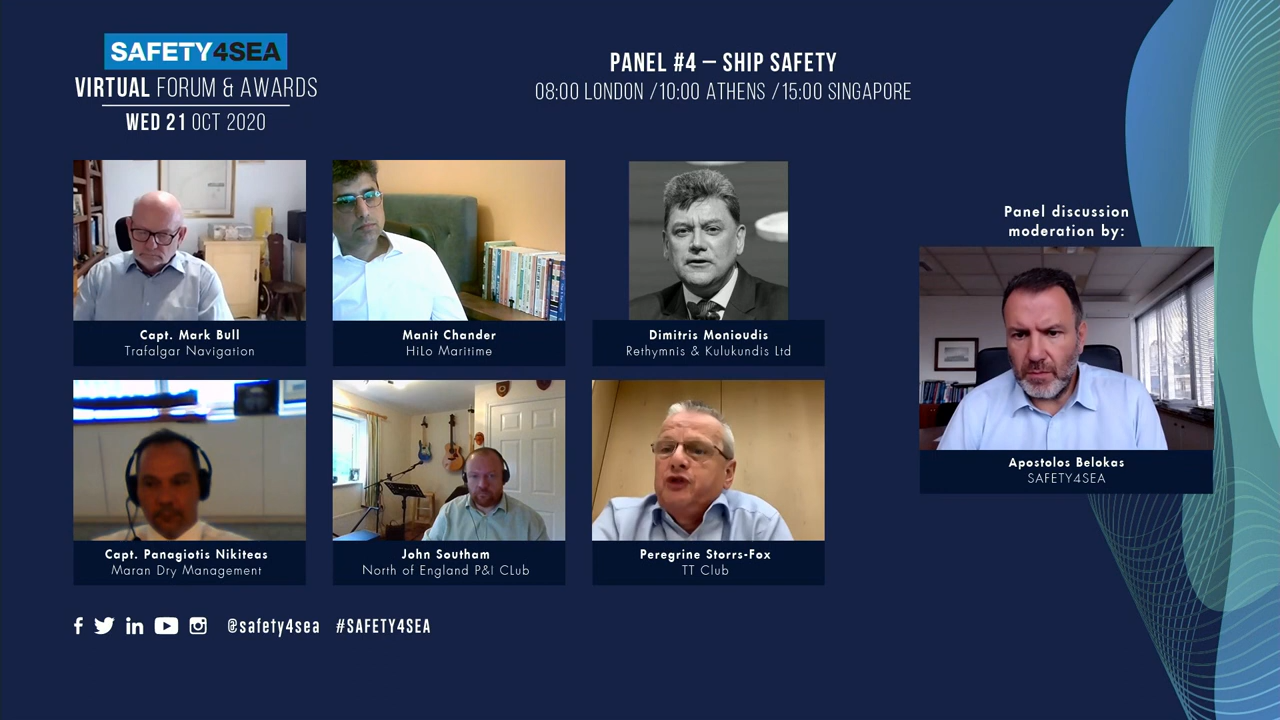 SAFETY4SEA
VIRTUAL FORUM & AWARDS
WED 21 OCT 2020
PANEL #4 – SHIP SAFETY
08:00 LONDON /10:00 ATHENS /15:00 SINGAPORE
Capt. Mark Bull
Trafalgar Navigation
Manit Chander
HiLo Maritime
Dimitris Monioudis
Rethymnis & Kulukundis Ltd
Panel discussion
moderation by:
Apostolos Belokas
SAFETY4SEA
Capt. Panagiotis Nikiteas
Maran Dry Management
John Southam
North of England P&I CLub
Peregrine Storrs-Fox
TT Club
@safety4sea #SAFETY4SEA